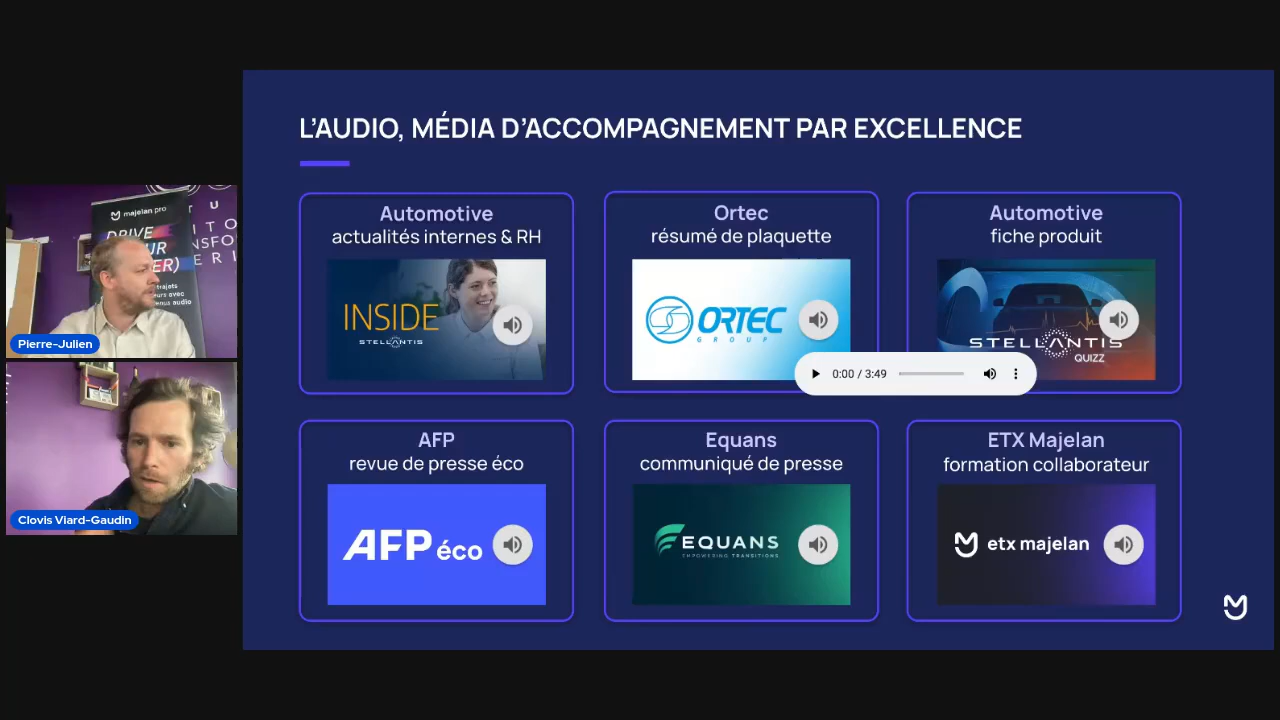 L'AUDIO, MÉDIA D'ACCOMPAGNEMENT PAR EXCELLENCE
Automotive
actualités internes & RH
INSIDE
STELLANTIS
Ortec
résumé de plaquette
ORTEC
GROUP
Automotive
fiche produit
STELLANTIS
QUIZZ
0:00 / 3:49
AFP
revue de presse éco
AFP éco
Equans
communiqué de presse
EQUANS
EMPOWERING TRANSITIONS
ETX Majelan
formation collaborateur
etx majelan
majelan pro
DRIVE
Pierre-Julien
Clovis Viard-Gaudin